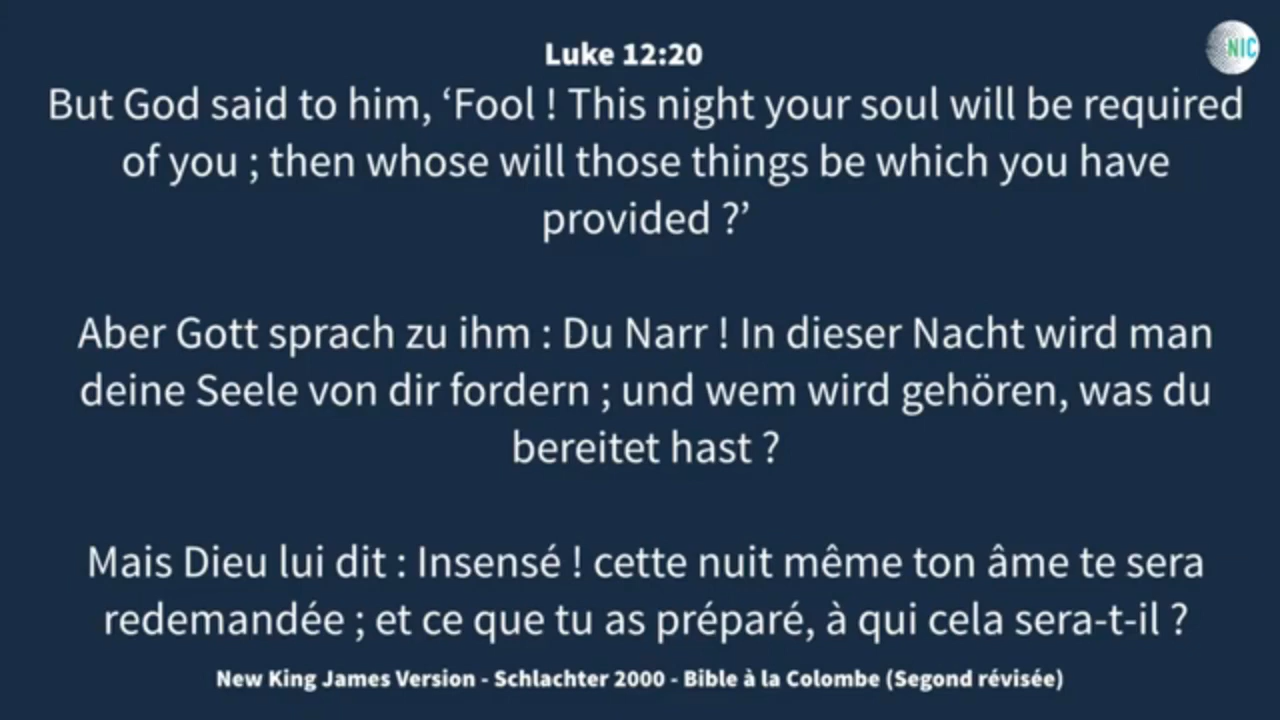 Luke 12:20
NIC
But God said to him, ‘Fool ! This night your soul will be required
of you ; then whose will those things be which you have
provided ?’
Aber Gott sprach zu ihm : Du Narr ! In dieser Nacht wird man
deine Seele von dir fordern ; und wem wird gehören, was du
bereitet hast ?
Mais Dieu lui dit : Insensé ! cette nuit même ton âme te sera
redemandée ; et ce que tu as préparé, à qui cela sera-t-il ?
New King James Version - Schlachter 2000 - Bible à la Colombe (Segond révisée)